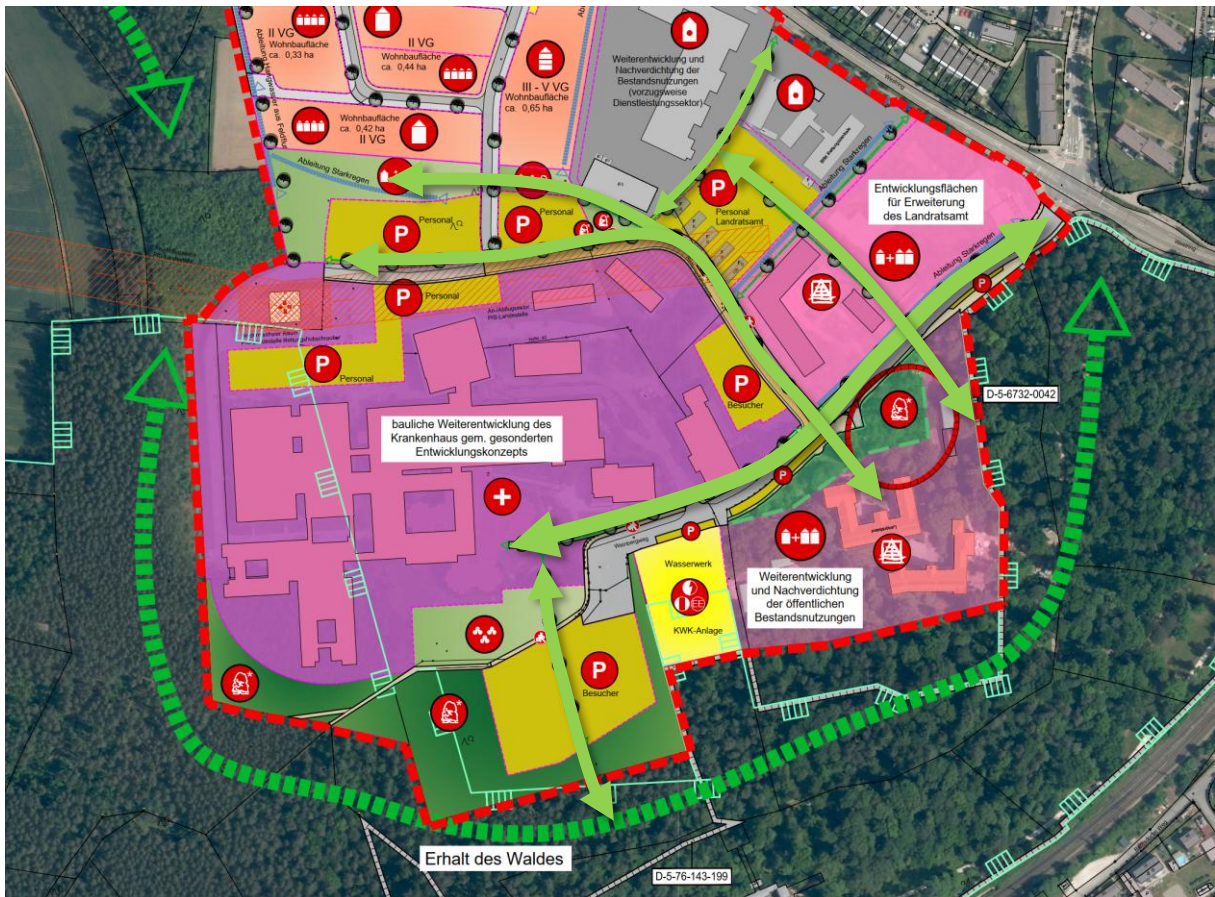 II VG
Wohnbaufläche
ca. 0,33 ha
II VG
Wohnbaufläche
ca. 0,44 ha
III - V VG
Wohnbaufläche
ca. 0,65 ha
Wohnbaufläche
ca. 0,42 ha
II VG
Weiterentwicklung und
Nachverdichtung der
Bestandsnutzungen
(vorzugsweise
Dienstleistungssektor)
Ableitung Starkregen
Ableitung Starkregen
Ableitung Starkregen
Entwicklungsflächen
für Erweiterung
des Landratsamt
P
Personal
P
Personal
P
Personal
Landratsamt
P
Personal
P
Personal
P
Besucher
P
P
P
P
D-5-6732-0042
bauliche Weiterentwicklung des
Krankenhaus gem. gesonderten
Entwicklungskonzepts
Weinbergweg
Wasserwerk
EE
KWK-Anlage
Weiterentwicklung
und Nachverdichtung
der öffentlichen
Bestandsnutzungen
P
Besucher
Erhalt des Waldes
D-5-76-143-199